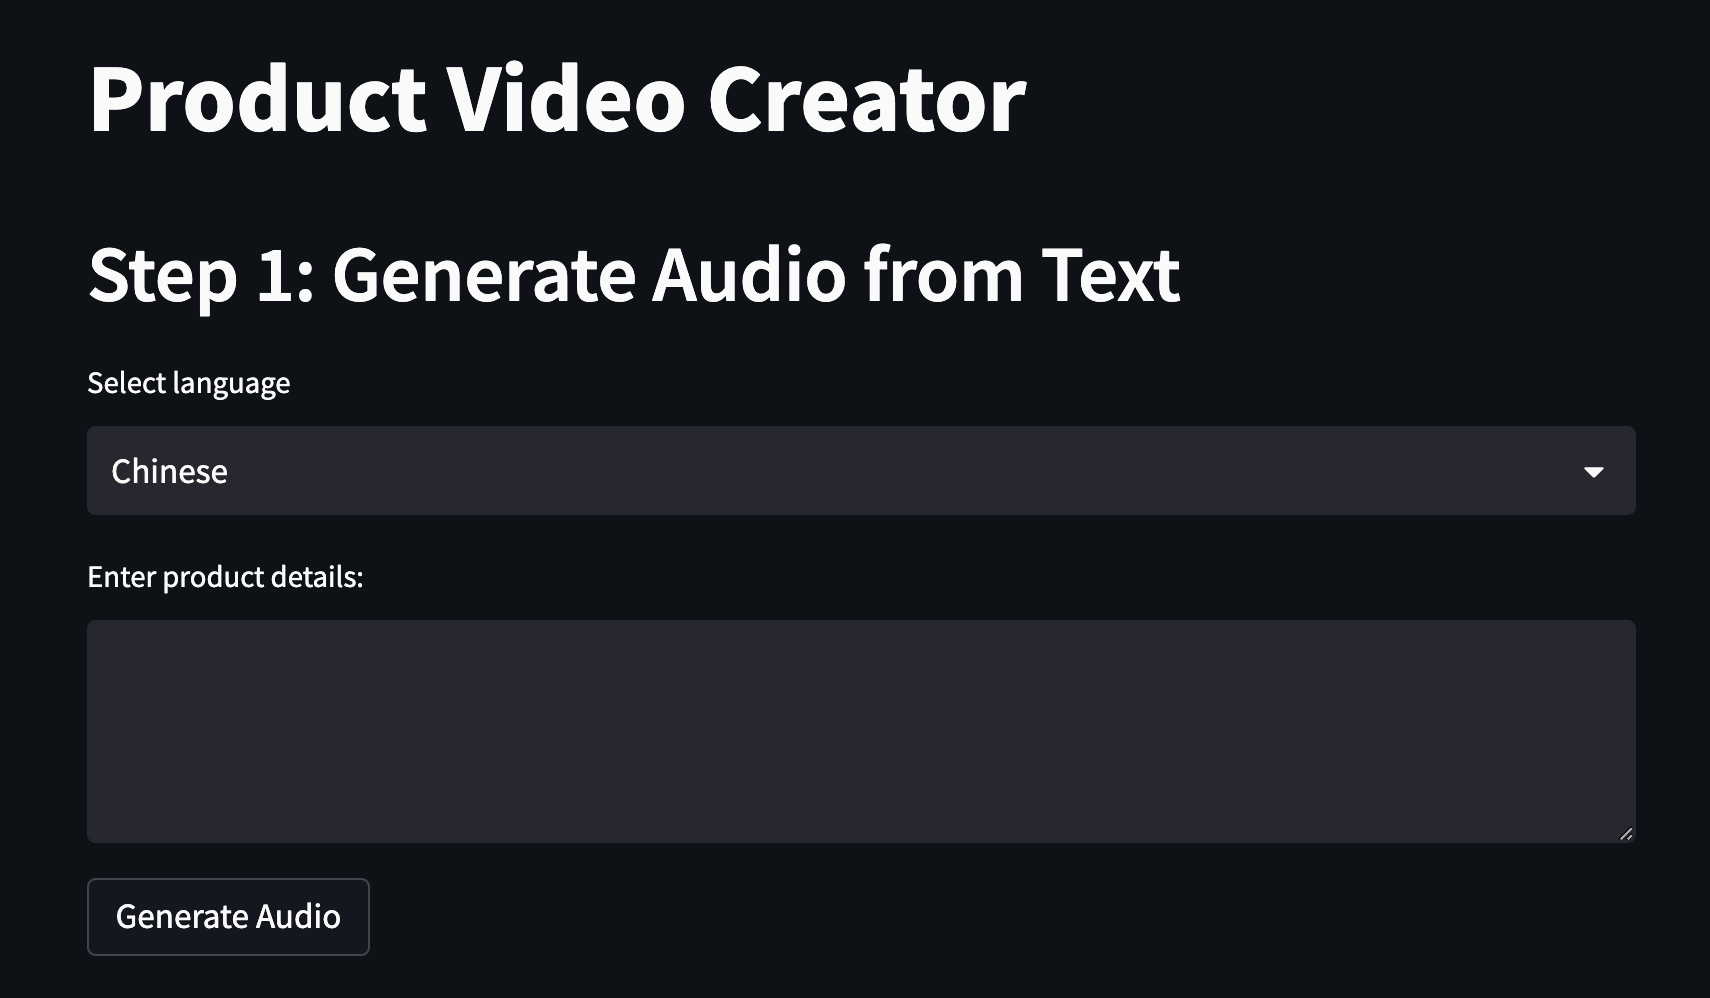 Product Video Creator
Step 1: Generate Audio from Text
Select language
Chinese
Enter product details:
Generate Audio